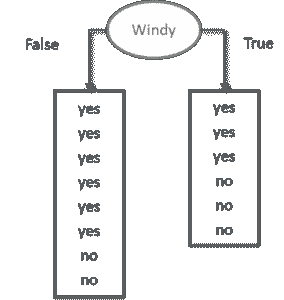 Windy
False
True
yes
yes
yes
yes
yes
yes
no
no
yes
yes
yes
no
no
no